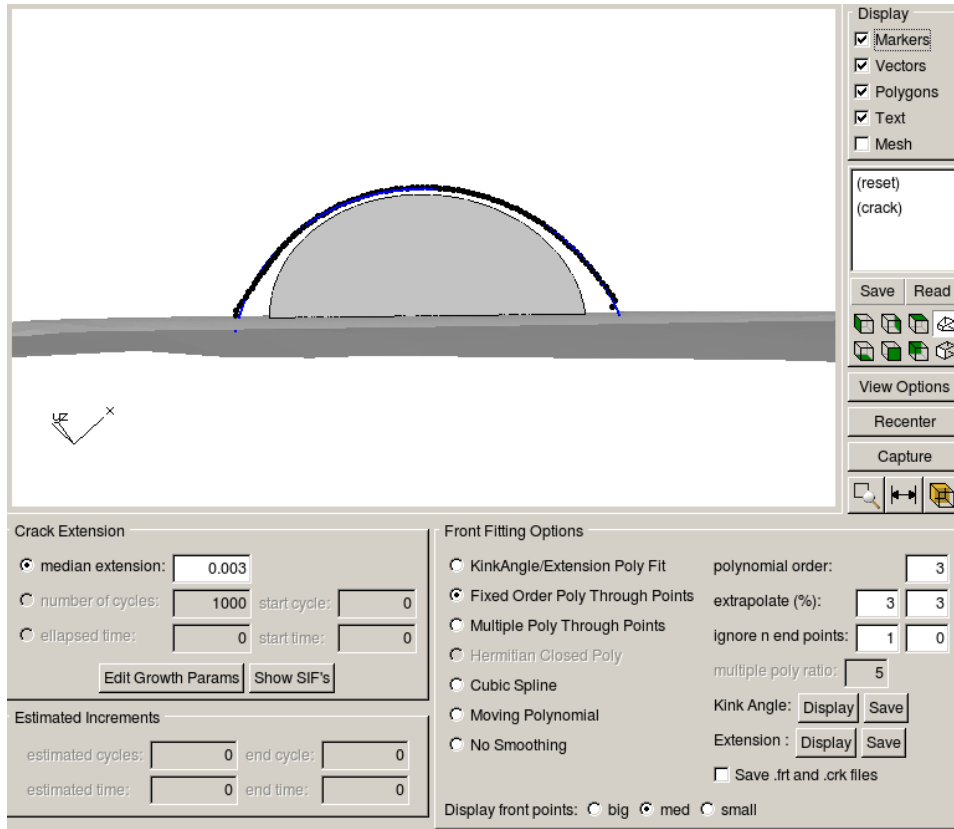 Display
Markers
Vectors
Polygons
Text
Mesh
(reset)
(crack)
Save Read
View Options
Recenter
Capture
x
yz
Crack Extension
median extension: 0.003
number of cycles: 1000 start cycle: 0
ellapsed time: 0 start time: 0
Edit Growth Params Show SIF's
Estimated Increments
estimated cycles: 0 end cycle: 0
estimated time: 0 end time: 0
Front Fitting Options
KinkAngle/Extension Poly Fit
Fixed Order Poly Through Points
Multiple Poly Through Points
Hermitian Closed Poly
Cubic Spline
Moving Polynomial
No Smoothing
polynomial order: 3
extrapolate (%): 3 3
ignore n end points: 1 0
multiple poly ratio: 5
Kink Angle: Display Save
Extension : Display Save
Save .frt and .crk files
Display front points: big med small